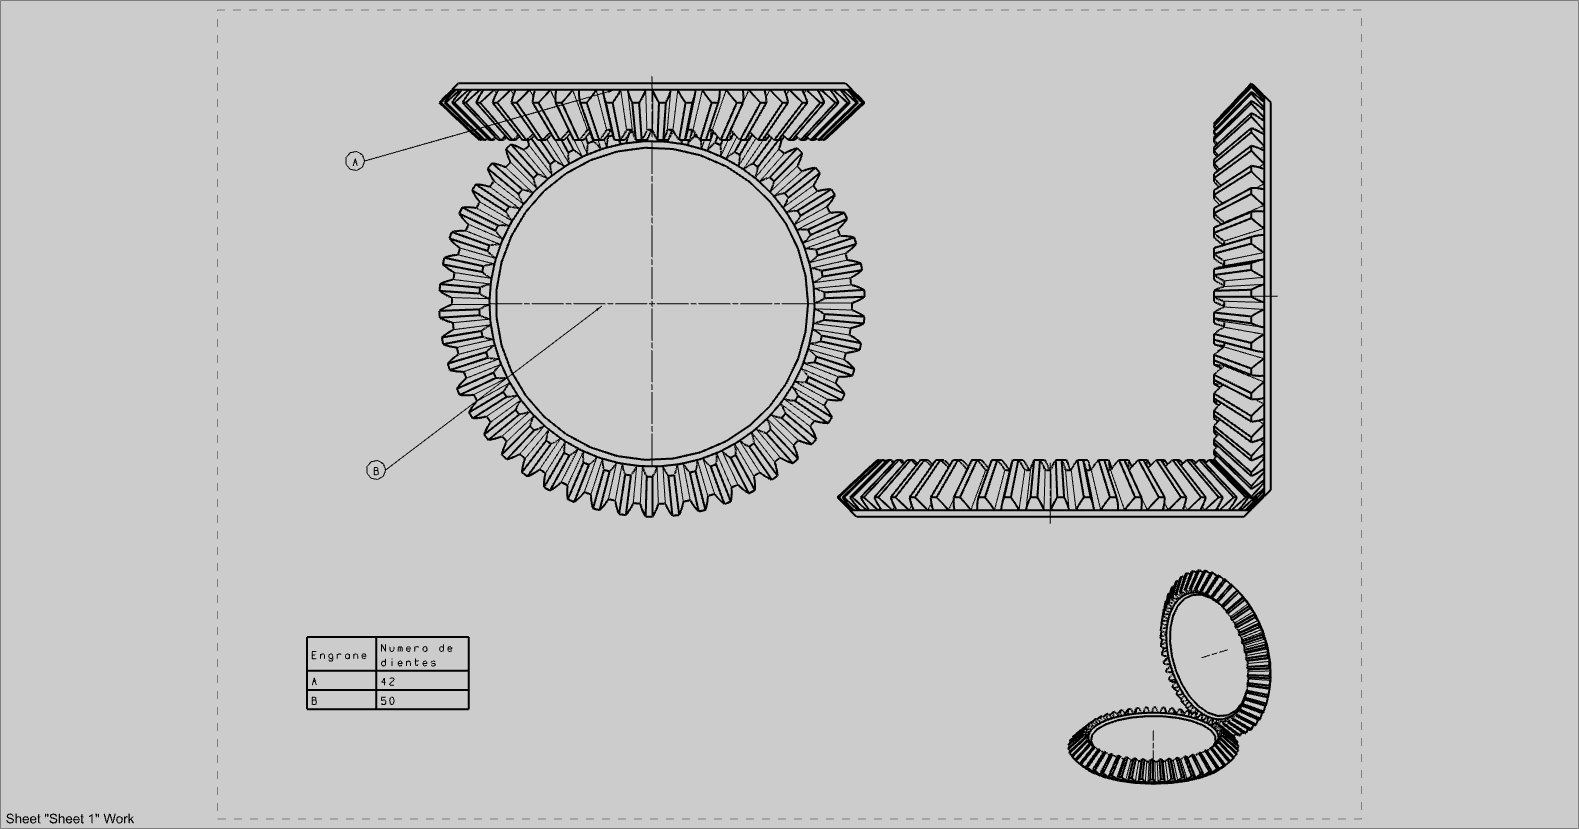 A
B
Engrane
Numero de
dientes
A
42
B
50
Sheet "Sheet 1" Work